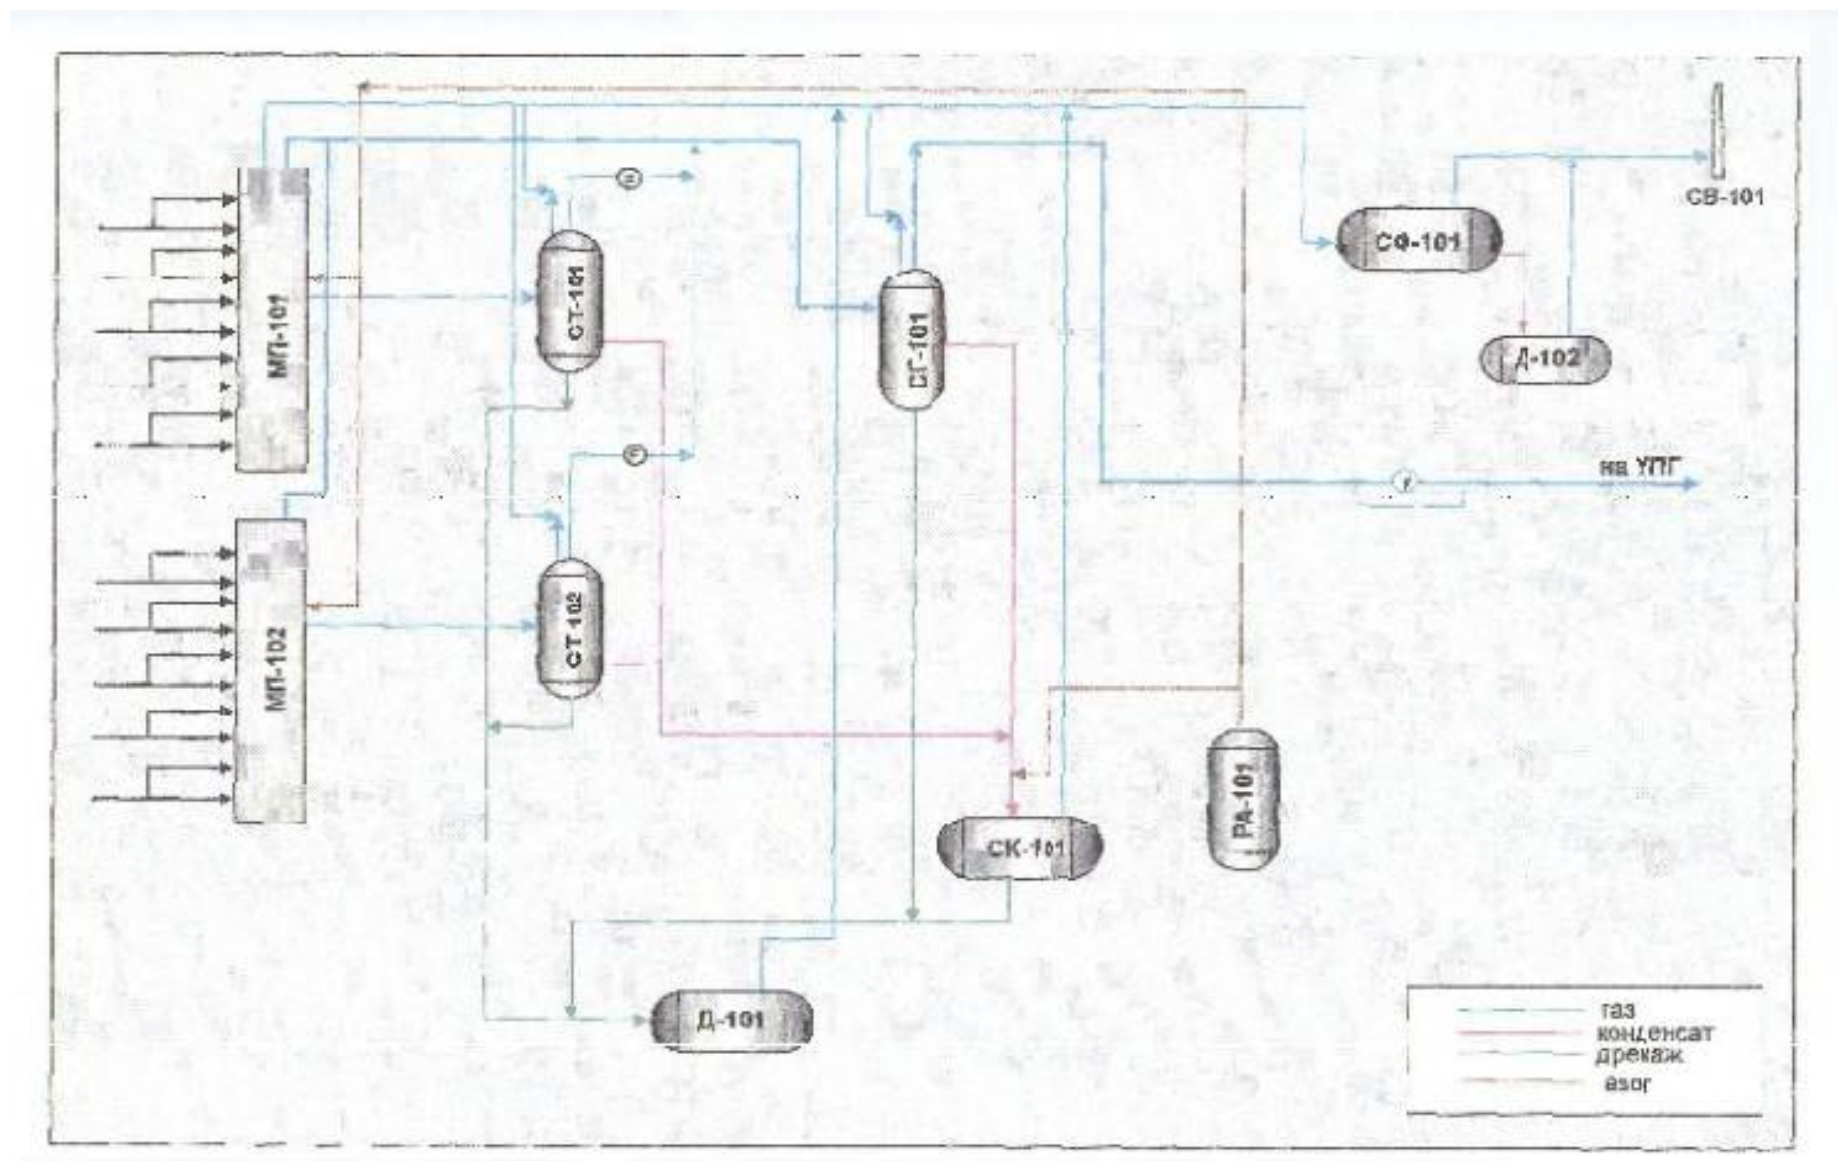 СВ-101
СФ-101
СТ-101
МП-101
СГ-101
Д-102
на УПГ
СТ 102
МП-102
РА-101
СК-101
Д-101
газ
конденсат
дренаж
азот